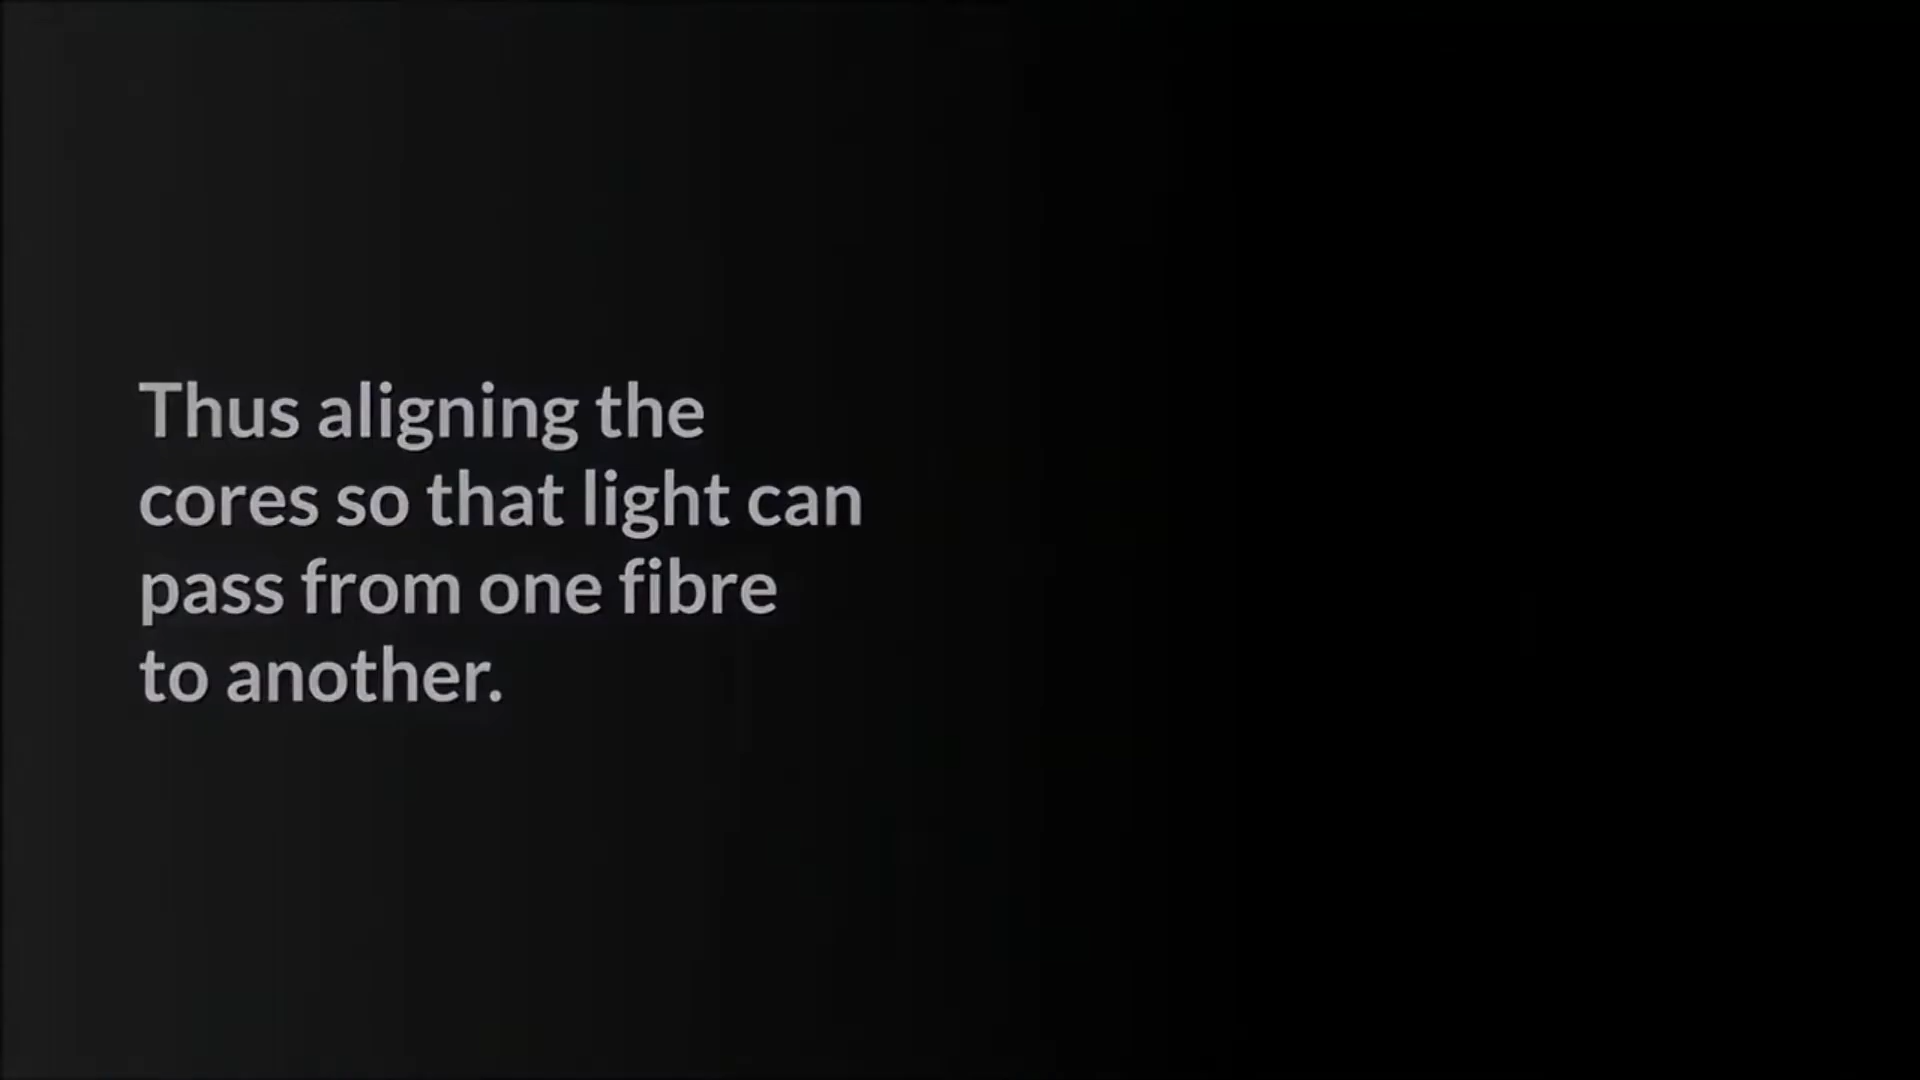 Thus aligning the
cores so that light can
pass from one fibre
to another.